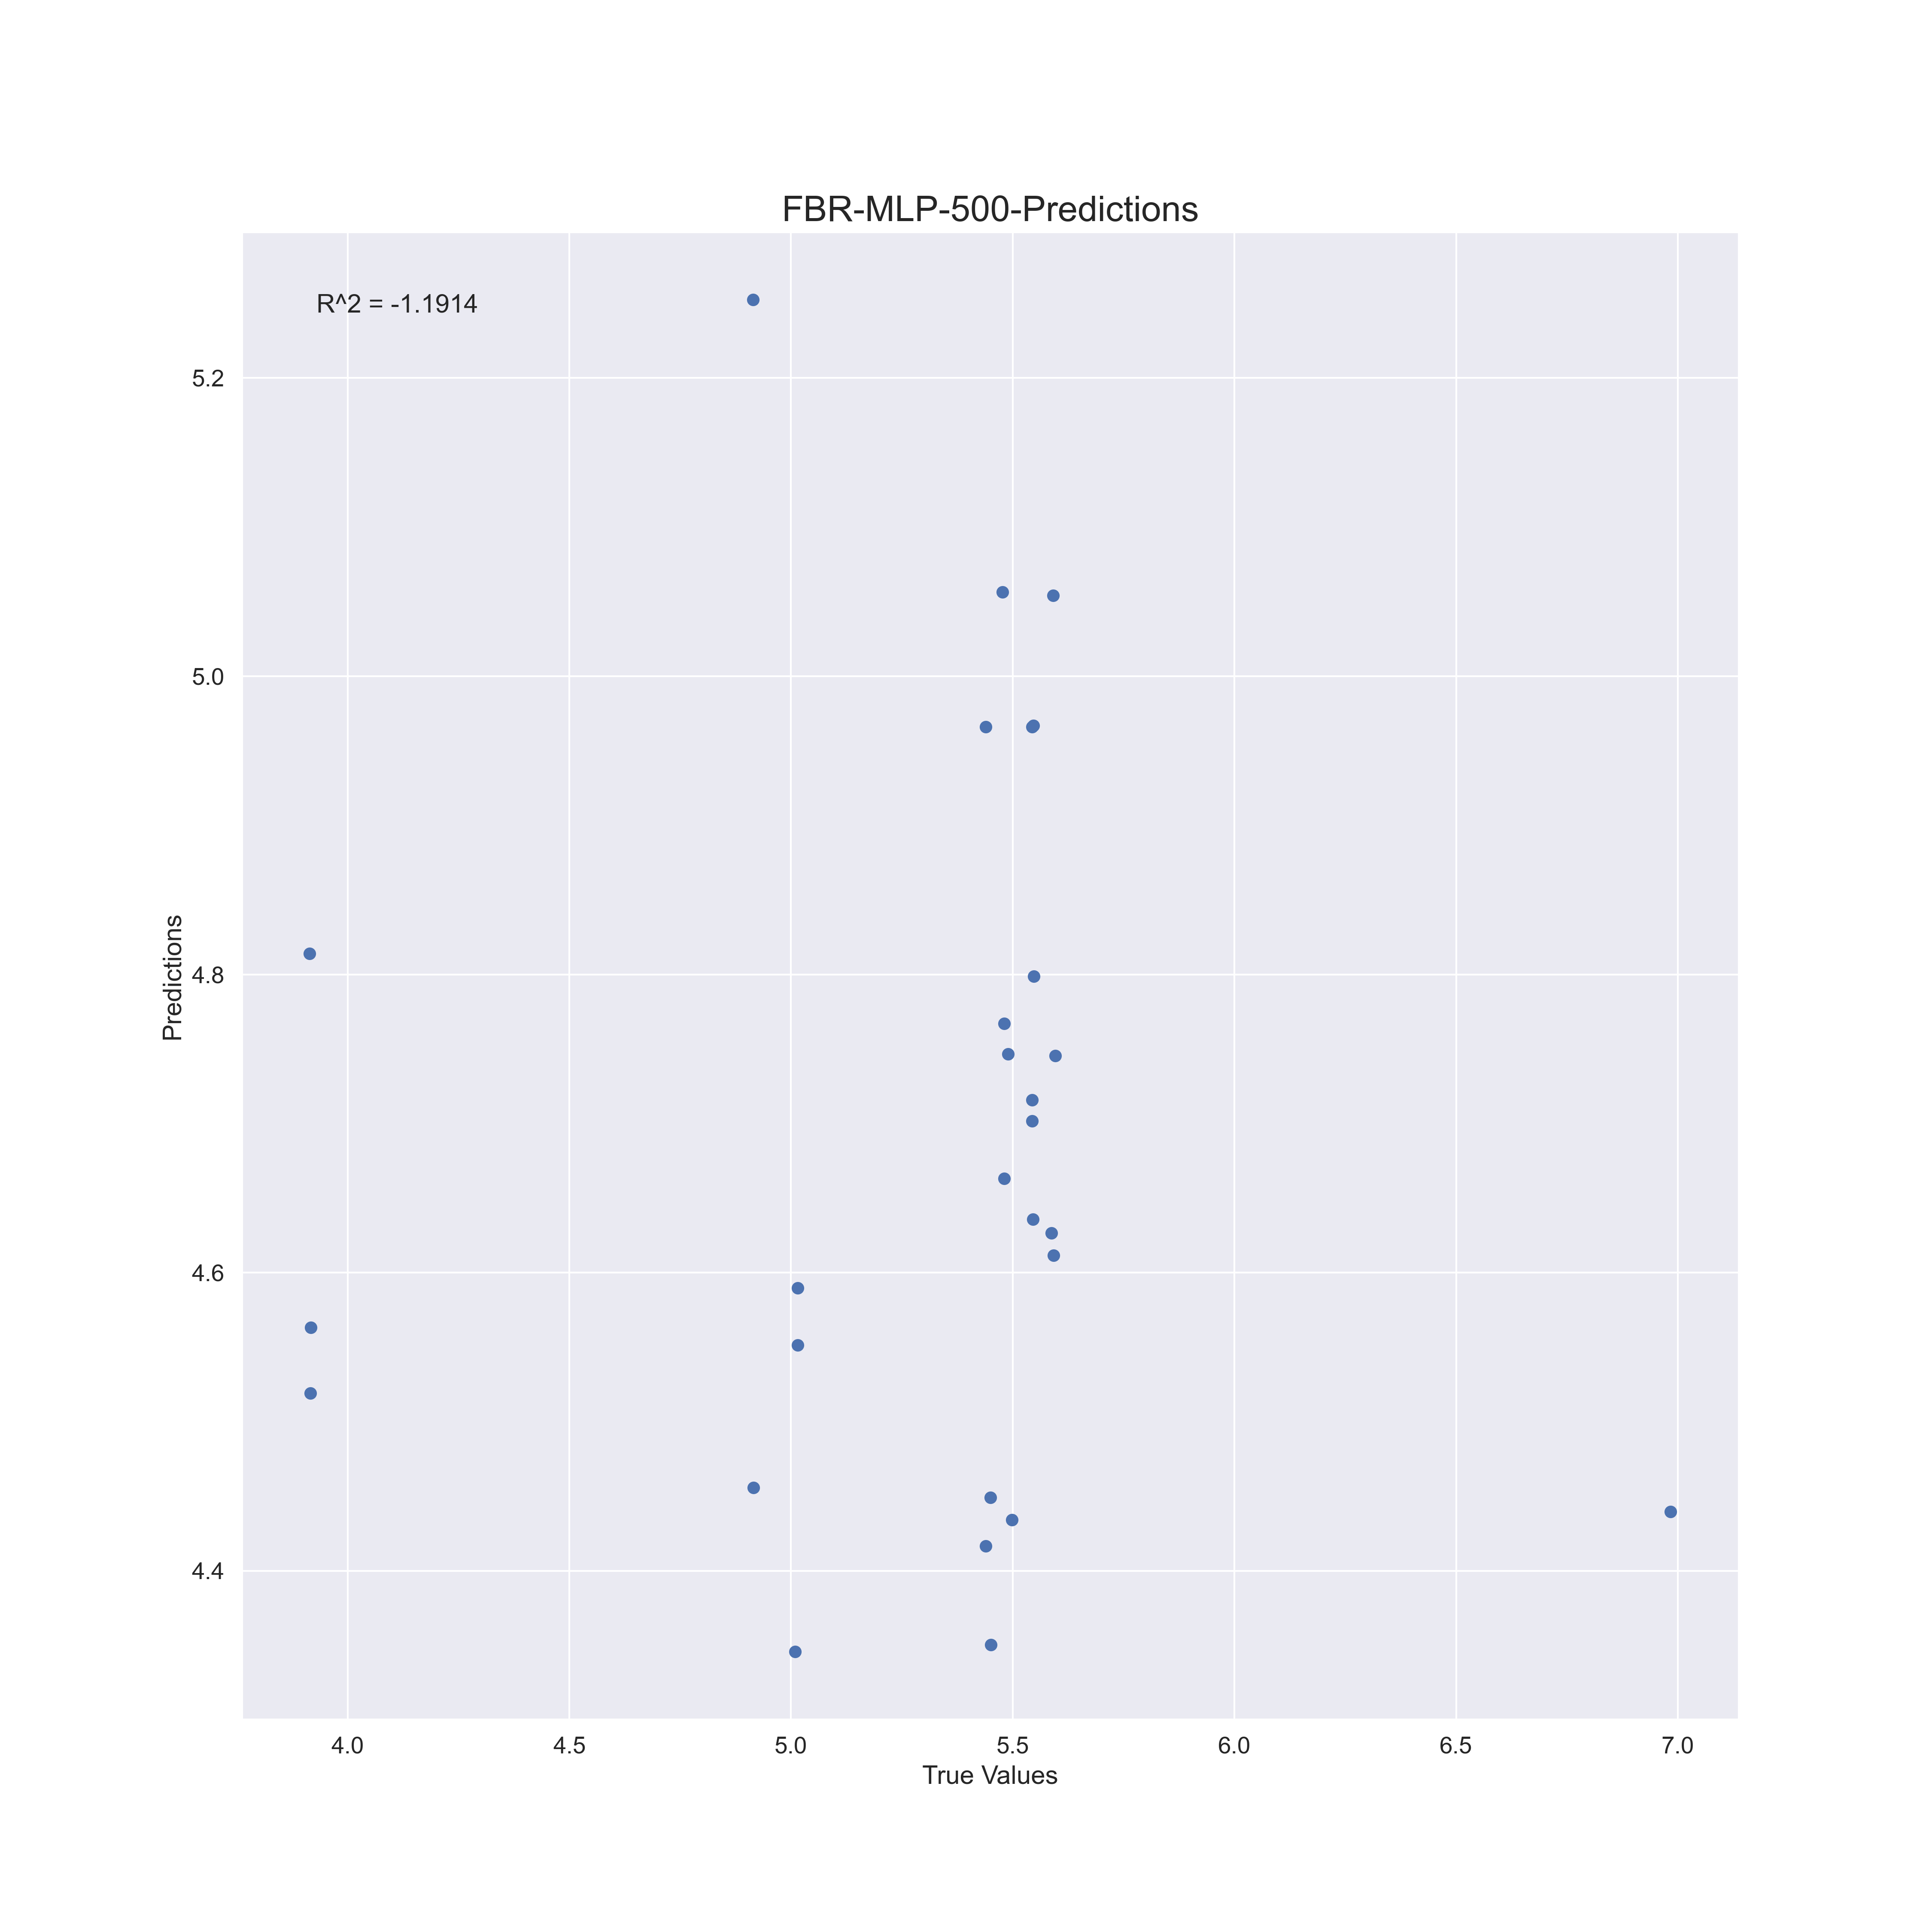 FBR-MLP-500-Predictions
R^2 = -1.1914
5.2
5.0
4.8
4.6
4.4
Predictions
4.0 4.5 5.0 5.5 6.0 6.5 7.0
True Values